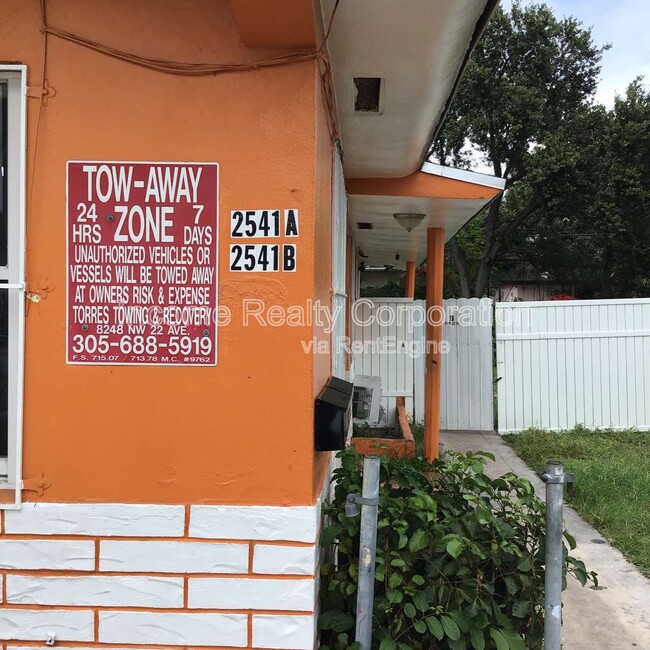 TOW-AWAY
24 ZONE 7
HRS DAYS
UNAUTHORIZED VEHICLES OR
VESSELS WILL BE TOWED AWAY
AT OWNERS RISK & EXPENSE
TORRES TOWING & RECOVERY
8248 NW 22 AVE.
305-688-5919
F.S. 715.07 / 713.78 M.C. #9762
2541 A
2541 B
Realty Corporation
via RentEngine